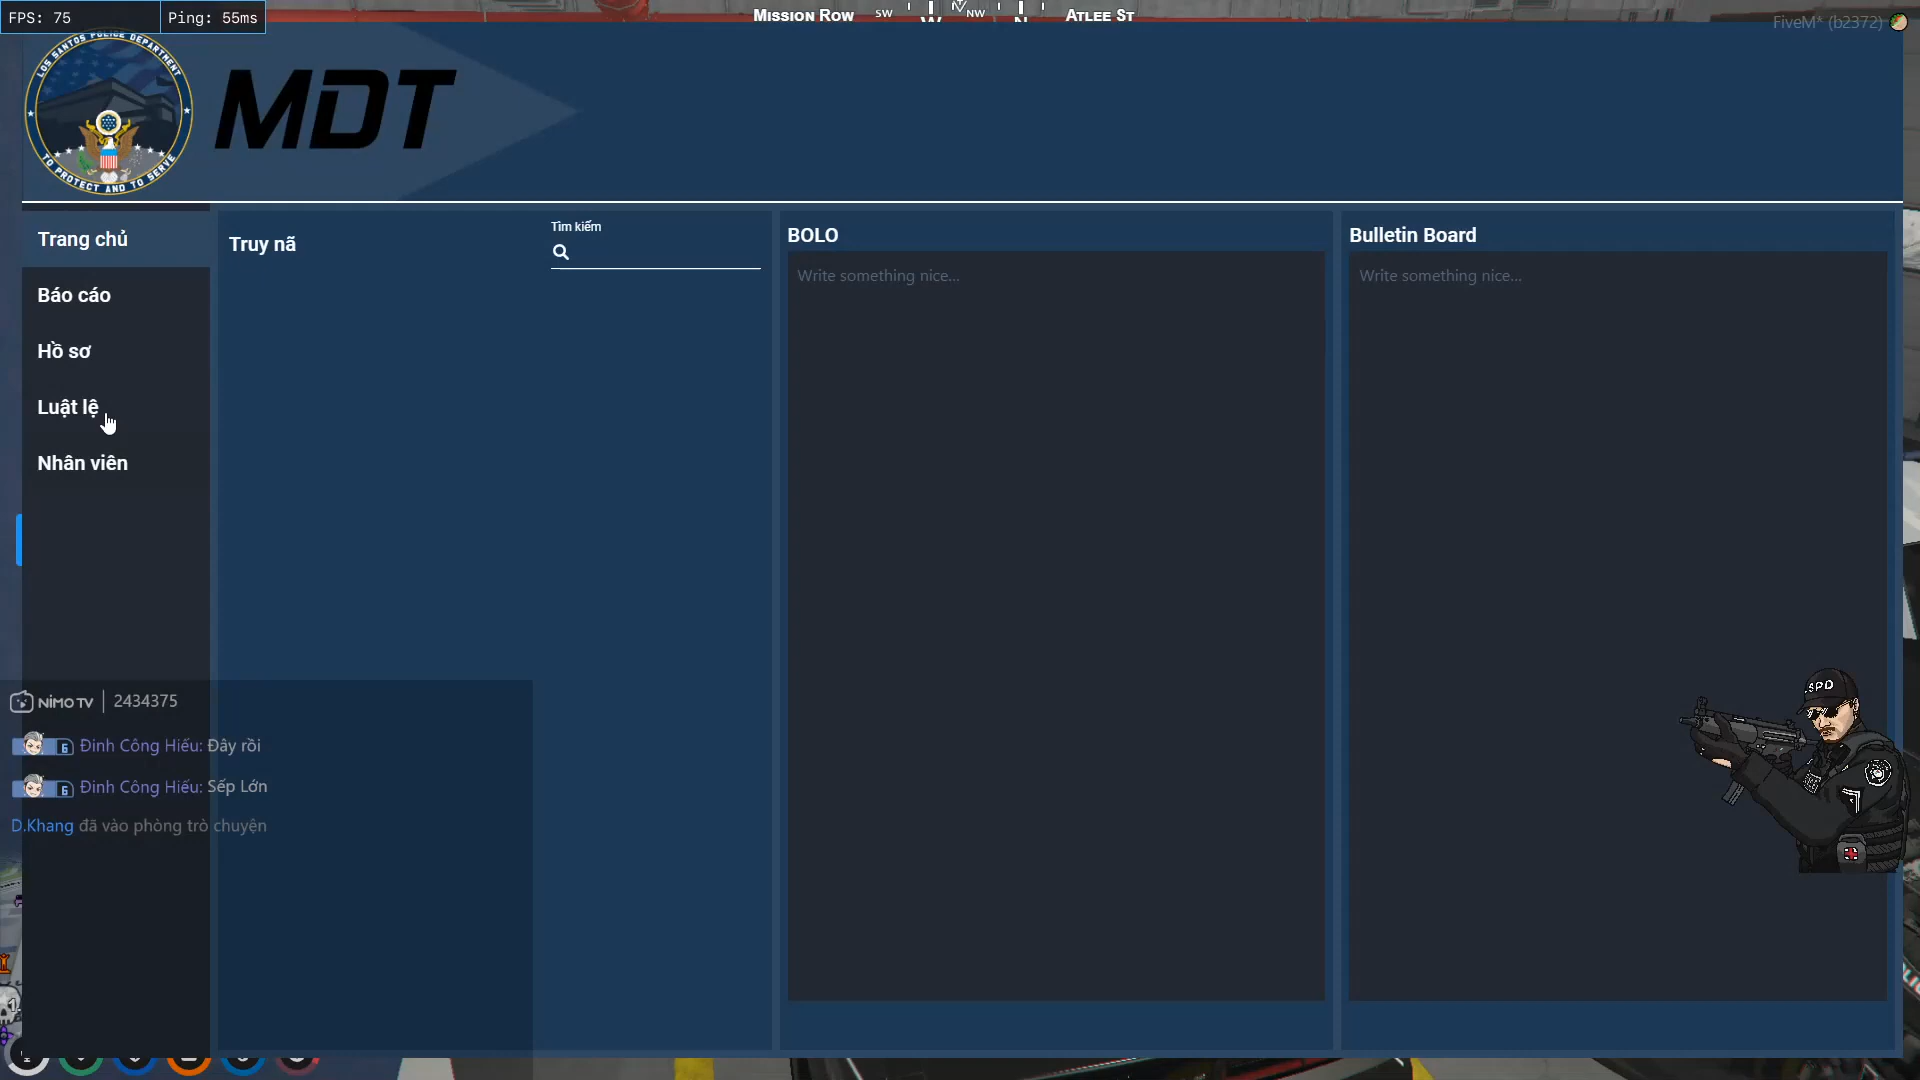 FPS: 75
Ping: 55ms
Mission Row
SW
W
NW
N
Atlee St
FiveM* (b2372)
LOS SANTOS POLICE DEPARTMENT
TO PROTECT AND TO SERVE
MDT
Trang chủ
Báo cáo
Hồ sơ
Luật lệ
Nhân viên
Truy nã
Tìm kiếm
BOLO
Write something nice...
Bulletin Board
Write something nice...
NIMO TV
2434375
6 Đinh Công Hiếu: Đây rồi
6 Đinh Công Hiếu: Sếp Lớn
D.Khang đã vào phòng trò chuyện